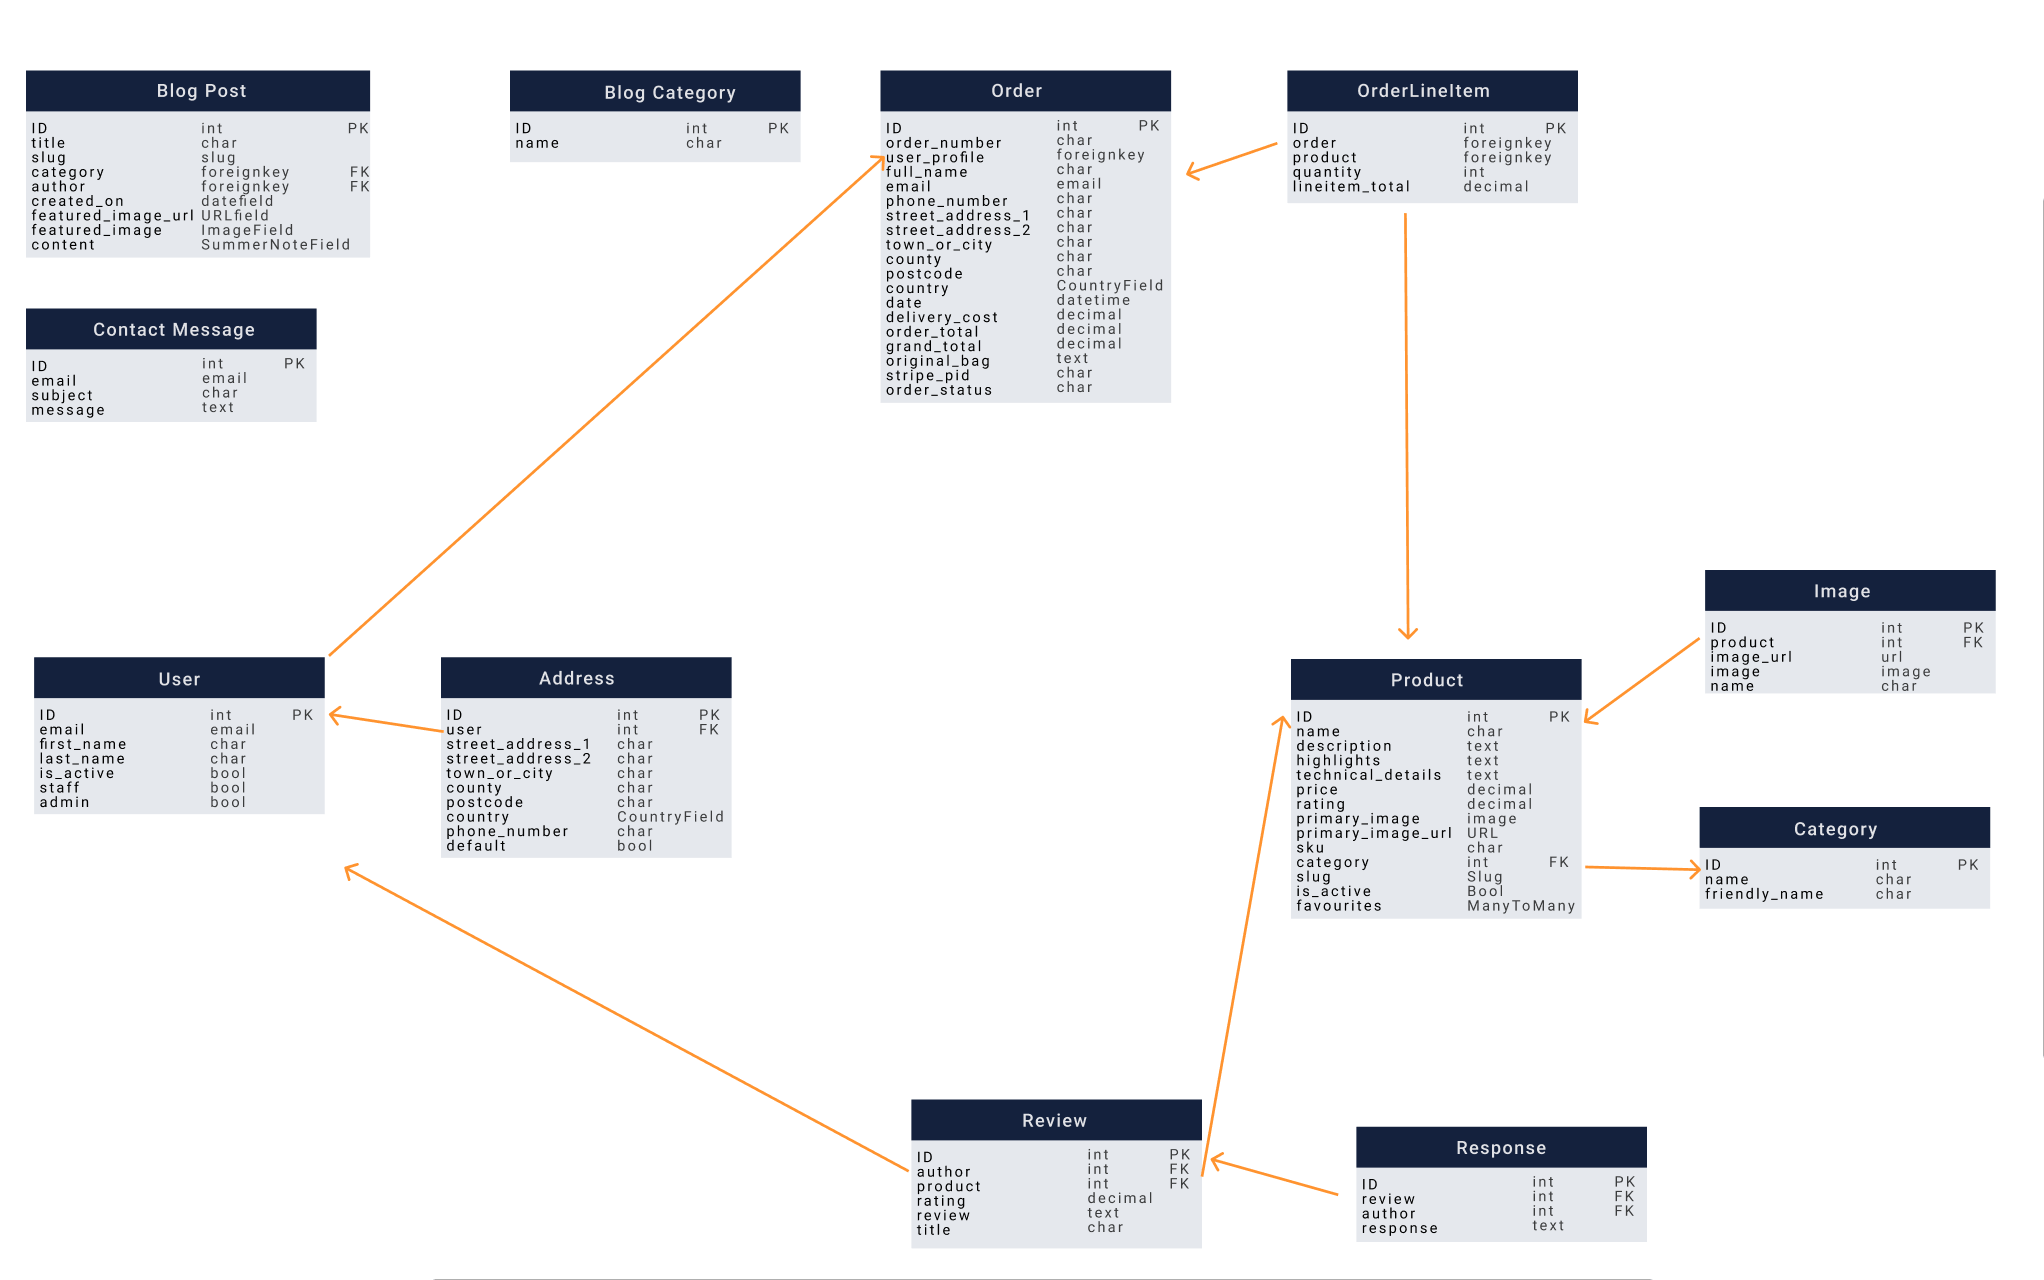 Blog Post
ID int PK
title char
slug slug
category foreignkey FK
author foreignkey FK
created_on datefield
featured_image_url URLfield
featured_image ImageField
content SummerNoteField
Blog Category
ID int PK
name char
Order
ID int PK
order_number char
user_profile foreignkey
full_name char
email email
phone_number char
street_address_1 char
street_address_2 char
town_or_city char
county char
postcode char
country CountryField
date datetime
delivery_cost decimal
order_total decimal
grand_total decimal
original_bag text
stripe_pid char
order_status char
OrderLineItem
ID int PK
order foreignkey
product foreignkey
quantity int
lineitem_total decimal
Contact Message
ID int PK
email email
subject char
message text
User
ID int PK
email email
first_name char
last_name char
is_active bool
staff bool
admin bool
Address
ID int PK
user int FK
street_address_1 char
street_address_2 char
town_or_city char
county char
postcode char
country CountryField
phone_number char
default bool
Product
ID int PK
name char
description text
highlights text
technical_details text
price decimal
rating decimal
primary_image image
primary_image_url URL
sku char
category int FK
slug Slug
is_active Bool
favourites ManyToMany
Image
ID int PK
product int FK
image_url url
image image
name char
Category
ID int PK
name char
friendly_name char
Review
ID int PK
author int FK
product int FK
rating decimal
review text
title char
Response
ID int PK
review int FK
author int FK
response text